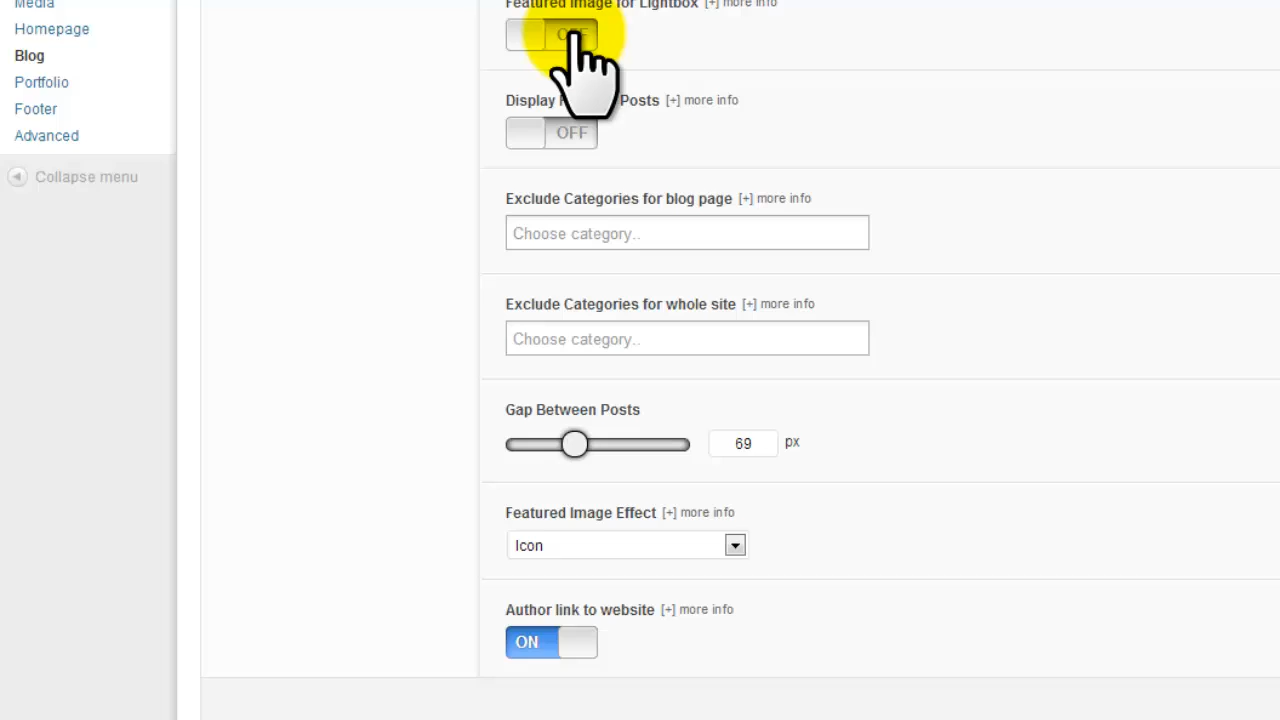 Media
Homepage
Blog
Portfolio
Footer
Advanced
Collapse menu
Featured Image for Lightbox [+] more info
OFF
Display Posts [+] more info
OFF
Exclude Categories for blog page [+] more info
Choose category..
Exclude Categories for whole site [+] more info
Choose category..
Gap Between Posts
69 px
Featured Image Effect [+] more info
Icon
Author link to website [+] more info
ON